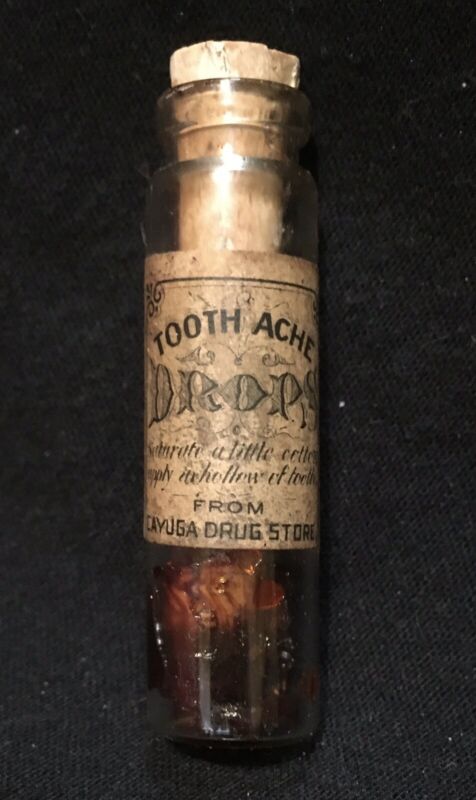 TOOTH ACHE
DROPS
Saturate a little cotton
apply to hollow of tooth
FROM
CAYUGA DRUG STORE